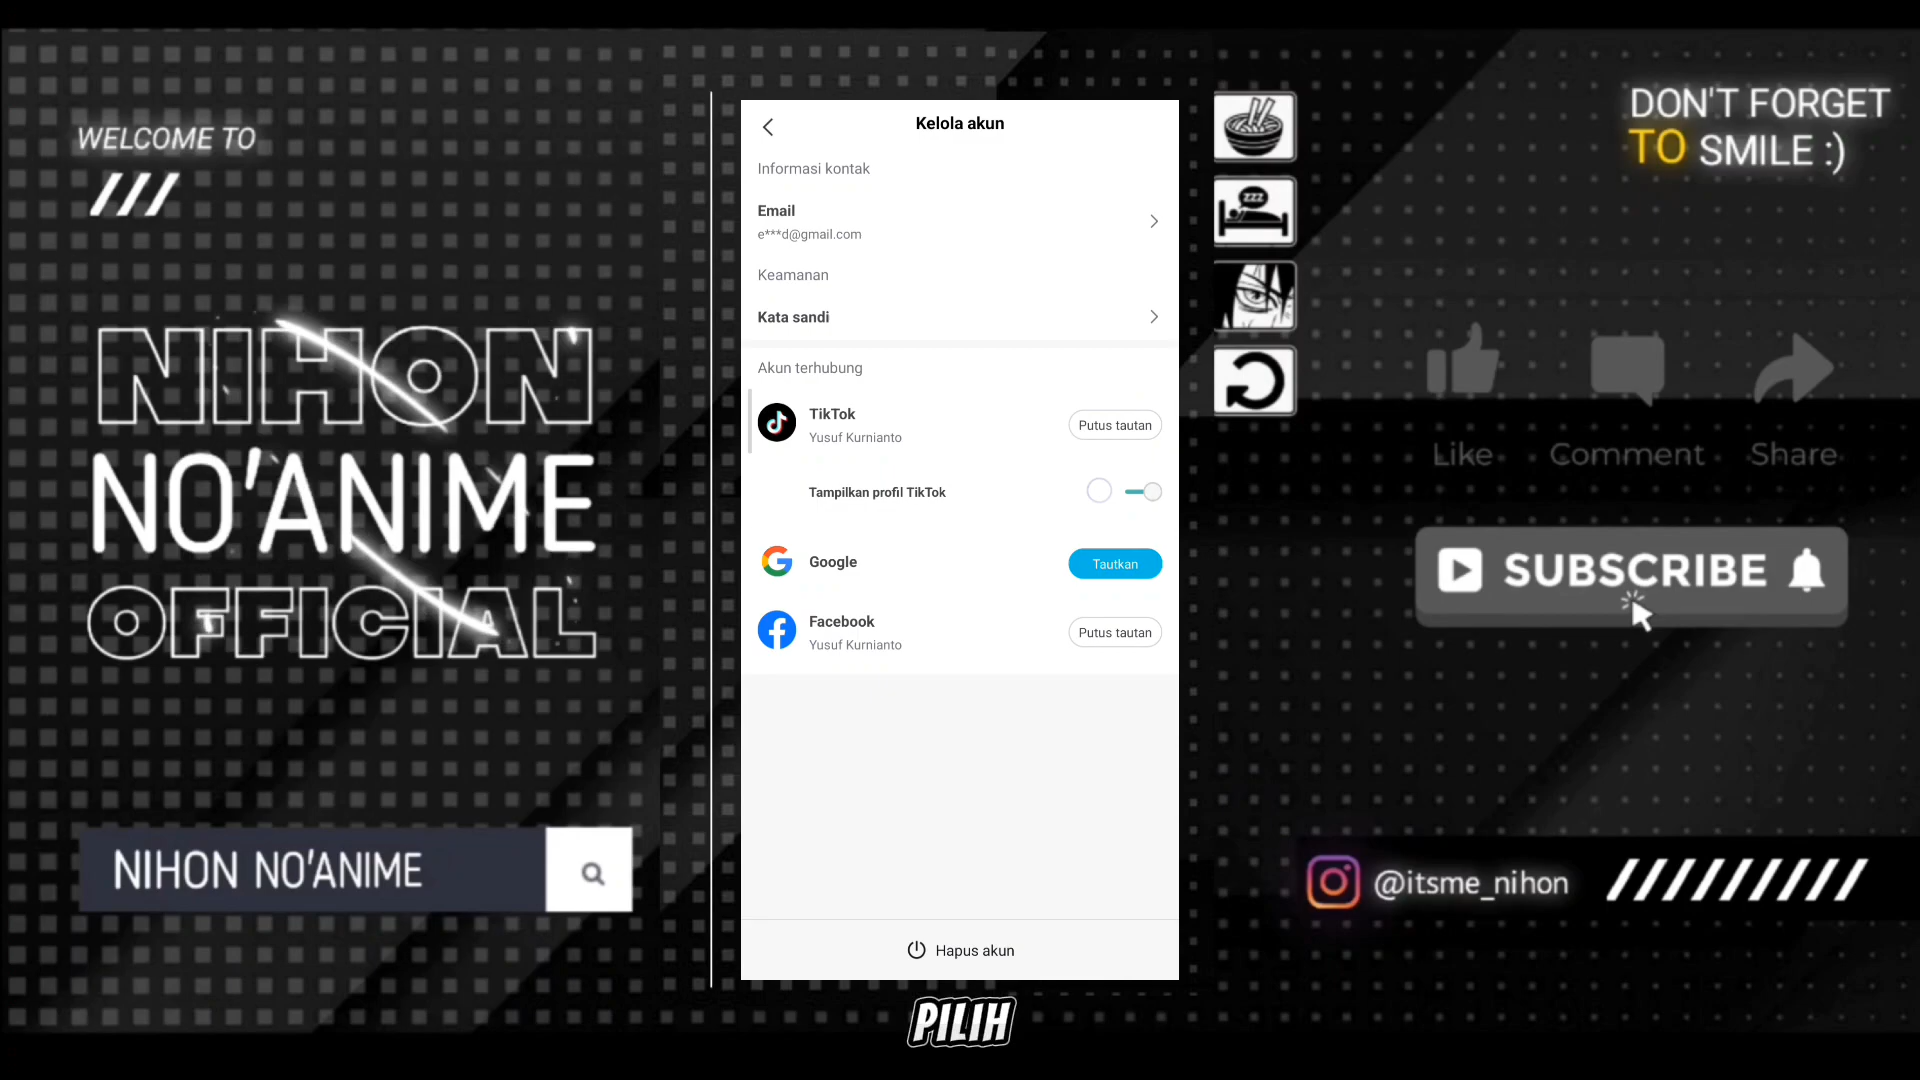 WELCOME TO
NIHON
NO'ANIME
OFFICIAL
NIHON NO'ANIME
Kelola akun
Informasi kontak
Email
e***d@gmail.com
Keamanan
Kata sandi
Akun terhubung
TikTok
Yusuf Kurnianto
Putus tautan
Tampilkan profil TikTok
Google
Tautkan
Facebook
Yusuf Kurnianto
Putus tautan
Hapus akun
PILIH
zzz
DON'T FORGET
TO SMILE :)
Like
Comment
Share
SUBSCRIBE
@itsme_nihon